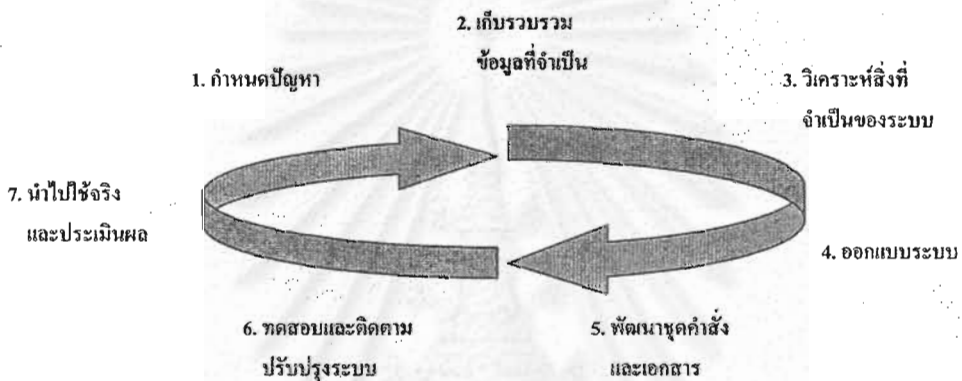 1. กำหนดปัญหา
2. เก็บรวบรวม
ข้อมูลที่จำเป็น
3. วิเคราะห์สิ่งที่
จำเป็นของระบบ
4. ออกแบบระบบ
5. พัฒนาชุดคำสั่ง
และเอกสาร
6. ทดสอบและติดตาม
ปรับปรุงระบบ
7. นำไปใช้จริง
และประเมินผล